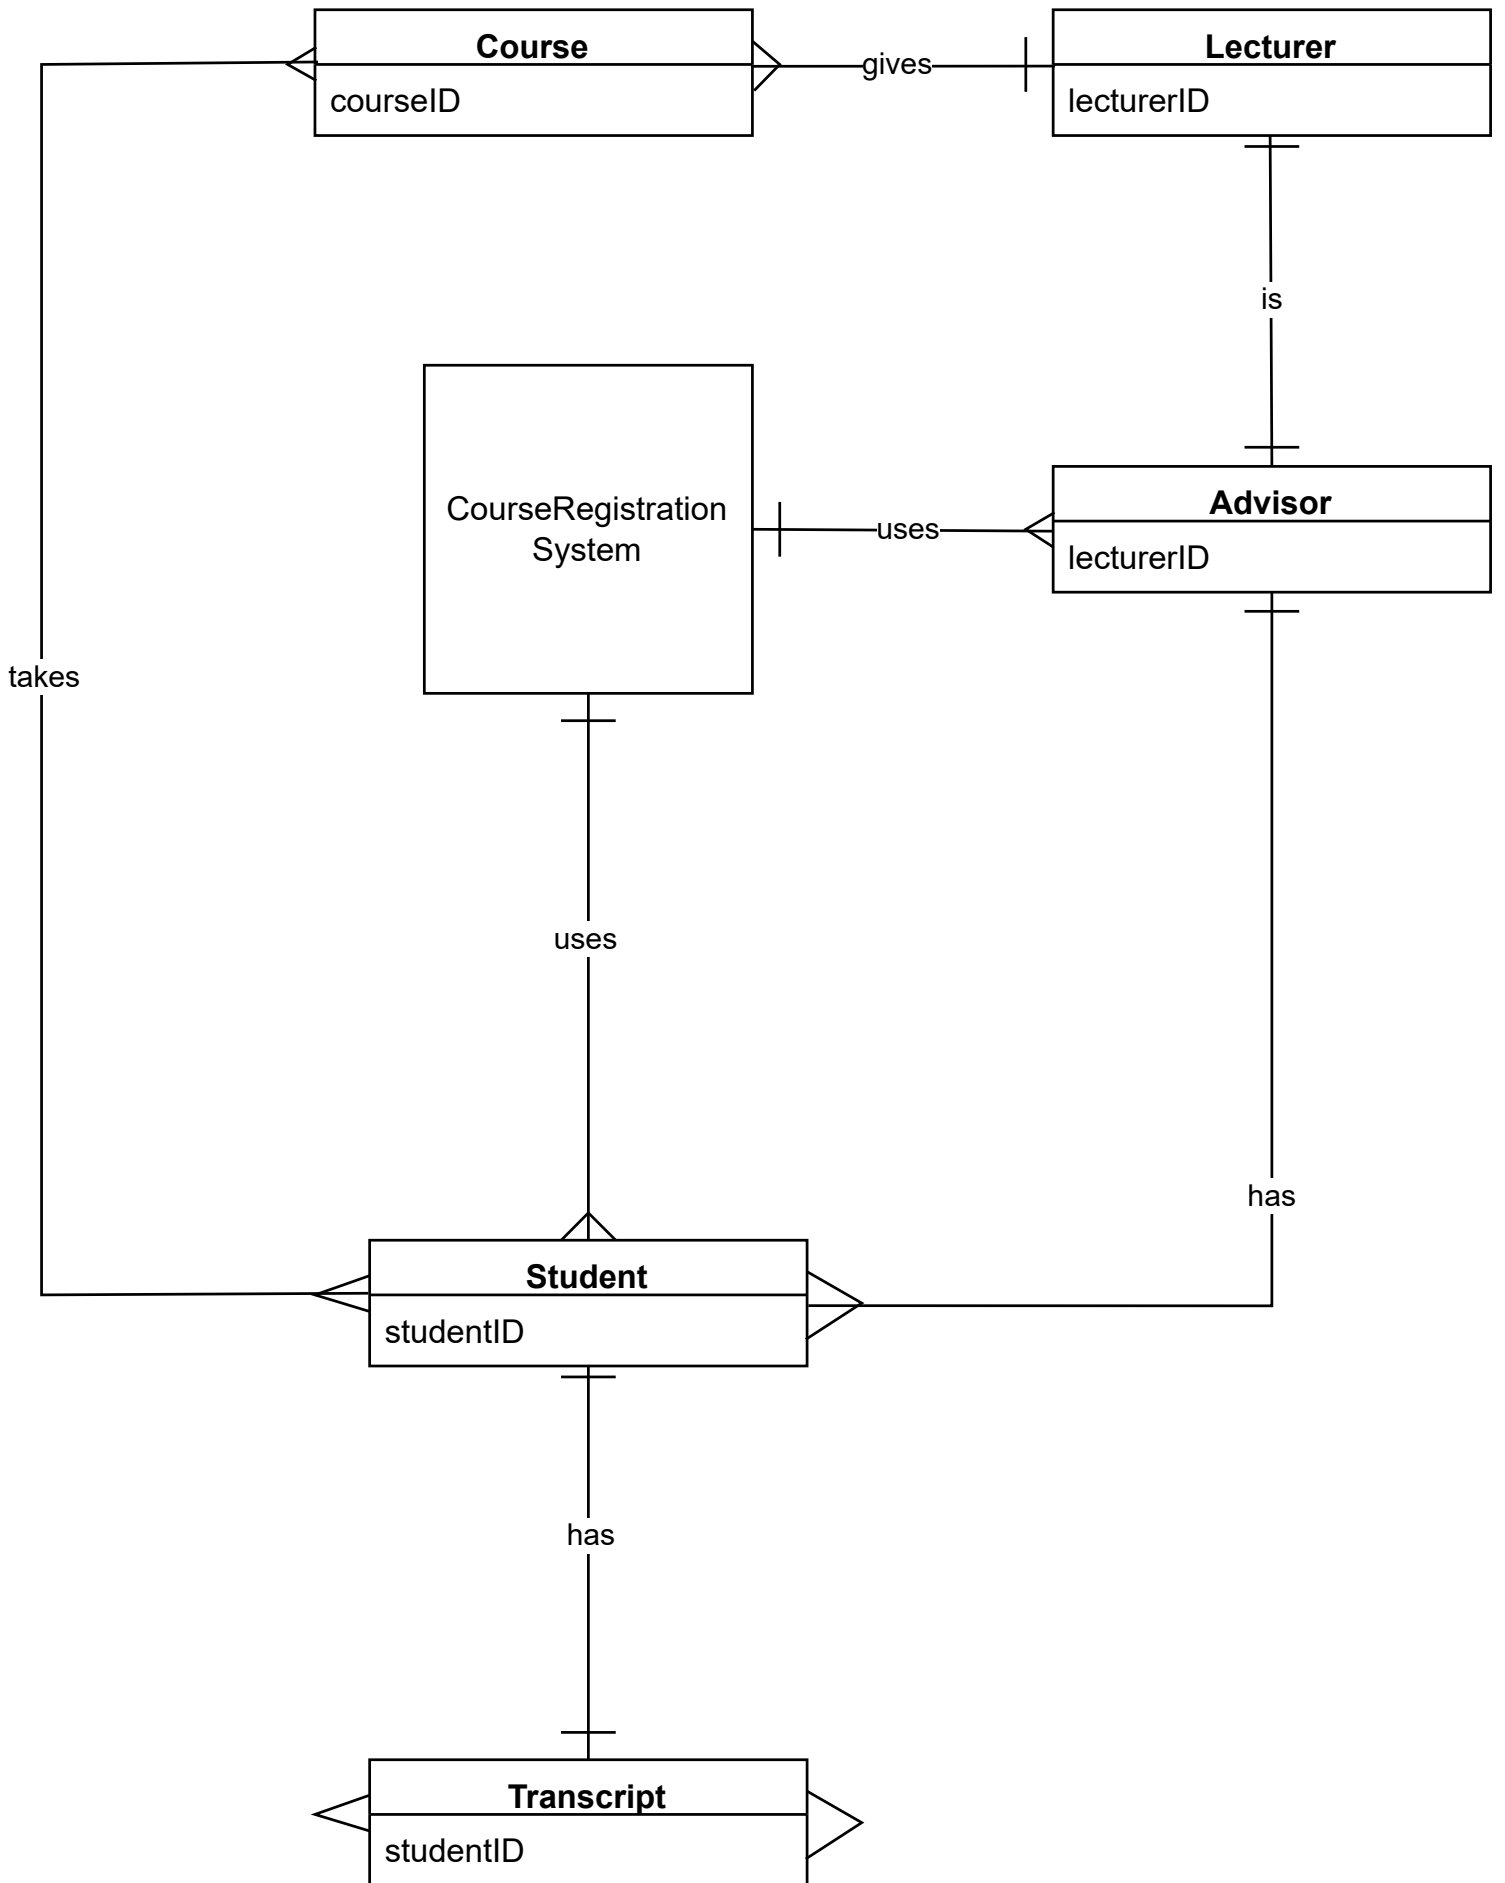 Course
gives
Lecturer
courseID
lecturerID
is
CourseRegistration
System
uses
Advisor
lecturerID
takes
uses
has
Student
studentID
has
Transcript
studentID